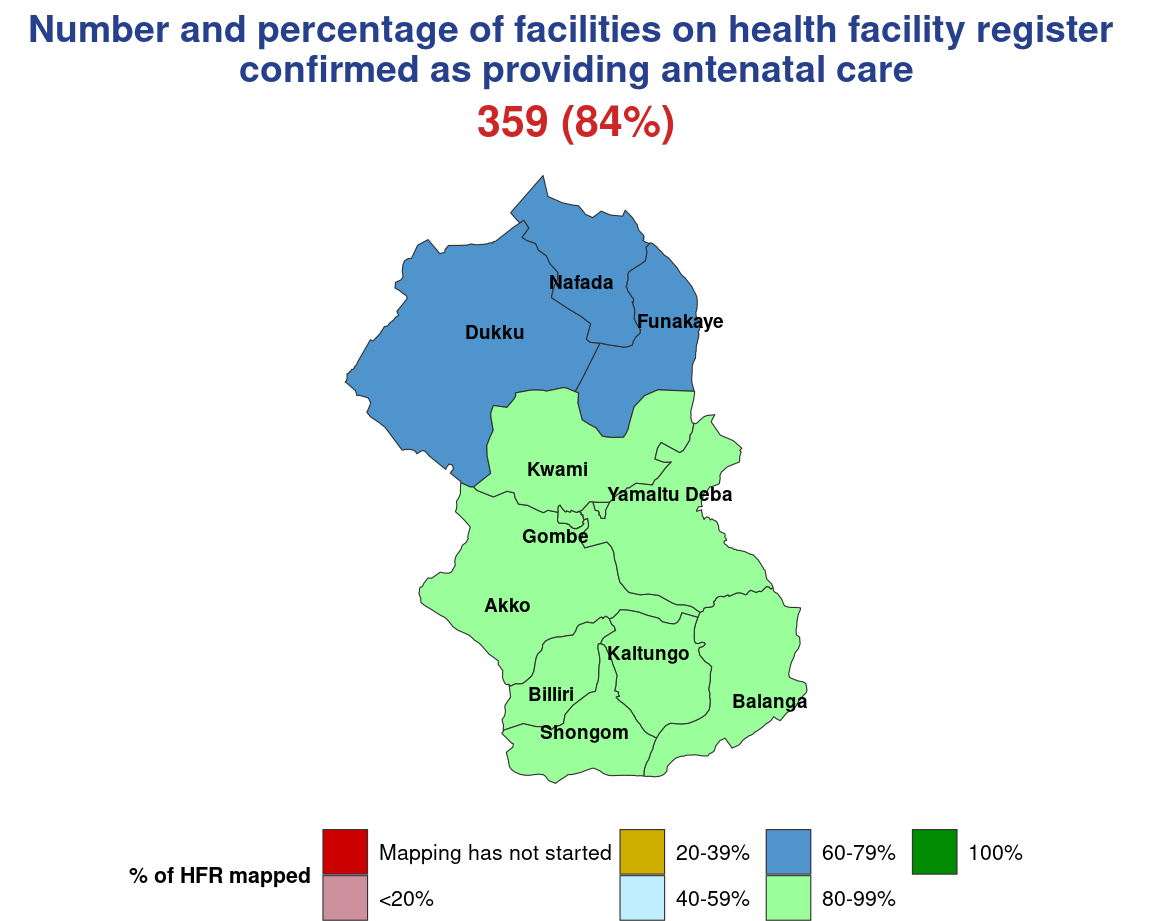 Number and percentage of facilities on health facility register
confirmed as providing antenatal care
359 (84%)
Nafada
Funakaye
Dukku
Kwami
Yamaltu Deba
Gombe
Akko
Kaltungo
Billiri
Balanga
Shongom
% of HFR mapped
Mapping has not started
<20%
20-39%
40-59%
60-79%
80-99%
100%